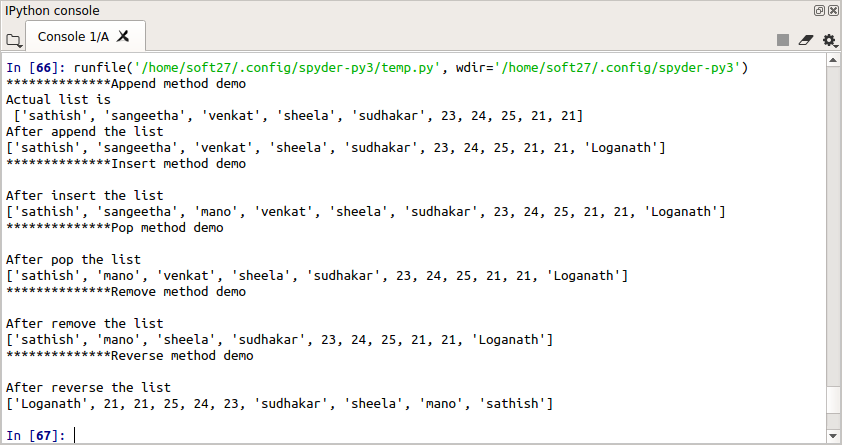 IPython console
Console 1/A
In [66]: runfile('/home/soft27/.config/spyder-py3/temp.py', wdir='/home/soft27/.config/spyder-py3')
**************Append method demo
Actual list is
['sathish', 'sangeetha', 'venkat', 'sheela', 'sudhakar', 23, 24, 25, 21, 21]
After append the list
['sathish', 'sangeetha', 'venkat', 'sheela', 'sudhakar', 23, 24, 25, 21, 21, 'Loganath']
**************Insert method demo
After insert the list
['sathish', 'sangeetha', 'mano', 'venkat', 'sheela', 'sudhakar', 23, 24, 25, 21, 21, 'Loganath']
**************Pop method demo
After pop the list
['sathish', 'mano', 'venkat', 'sheela', 'sudhakar', 23, 24, 25, 21, 21, 'Loganath']
**************Remove method demo
After remove the list
['sathish', 'mano', 'sheela', 'sudhakar', 23, 24, 25, 21, 21, 'Loganath']
**************Reverse method demo
After reverse the list
['Loganath', 21, 21, 25, 24, 23, 'sudhakar', 'sheela', 'mano', 'sathish']
In [67]: